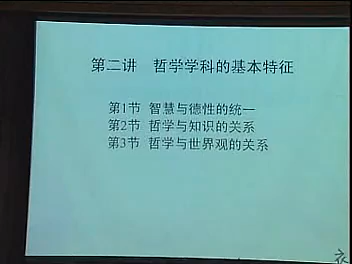 第二讲 哲学学科的基本特征
第1节 智慧与德性的统一
第2节 哲学与知识的关系
第3节 哲学与世界观的关系